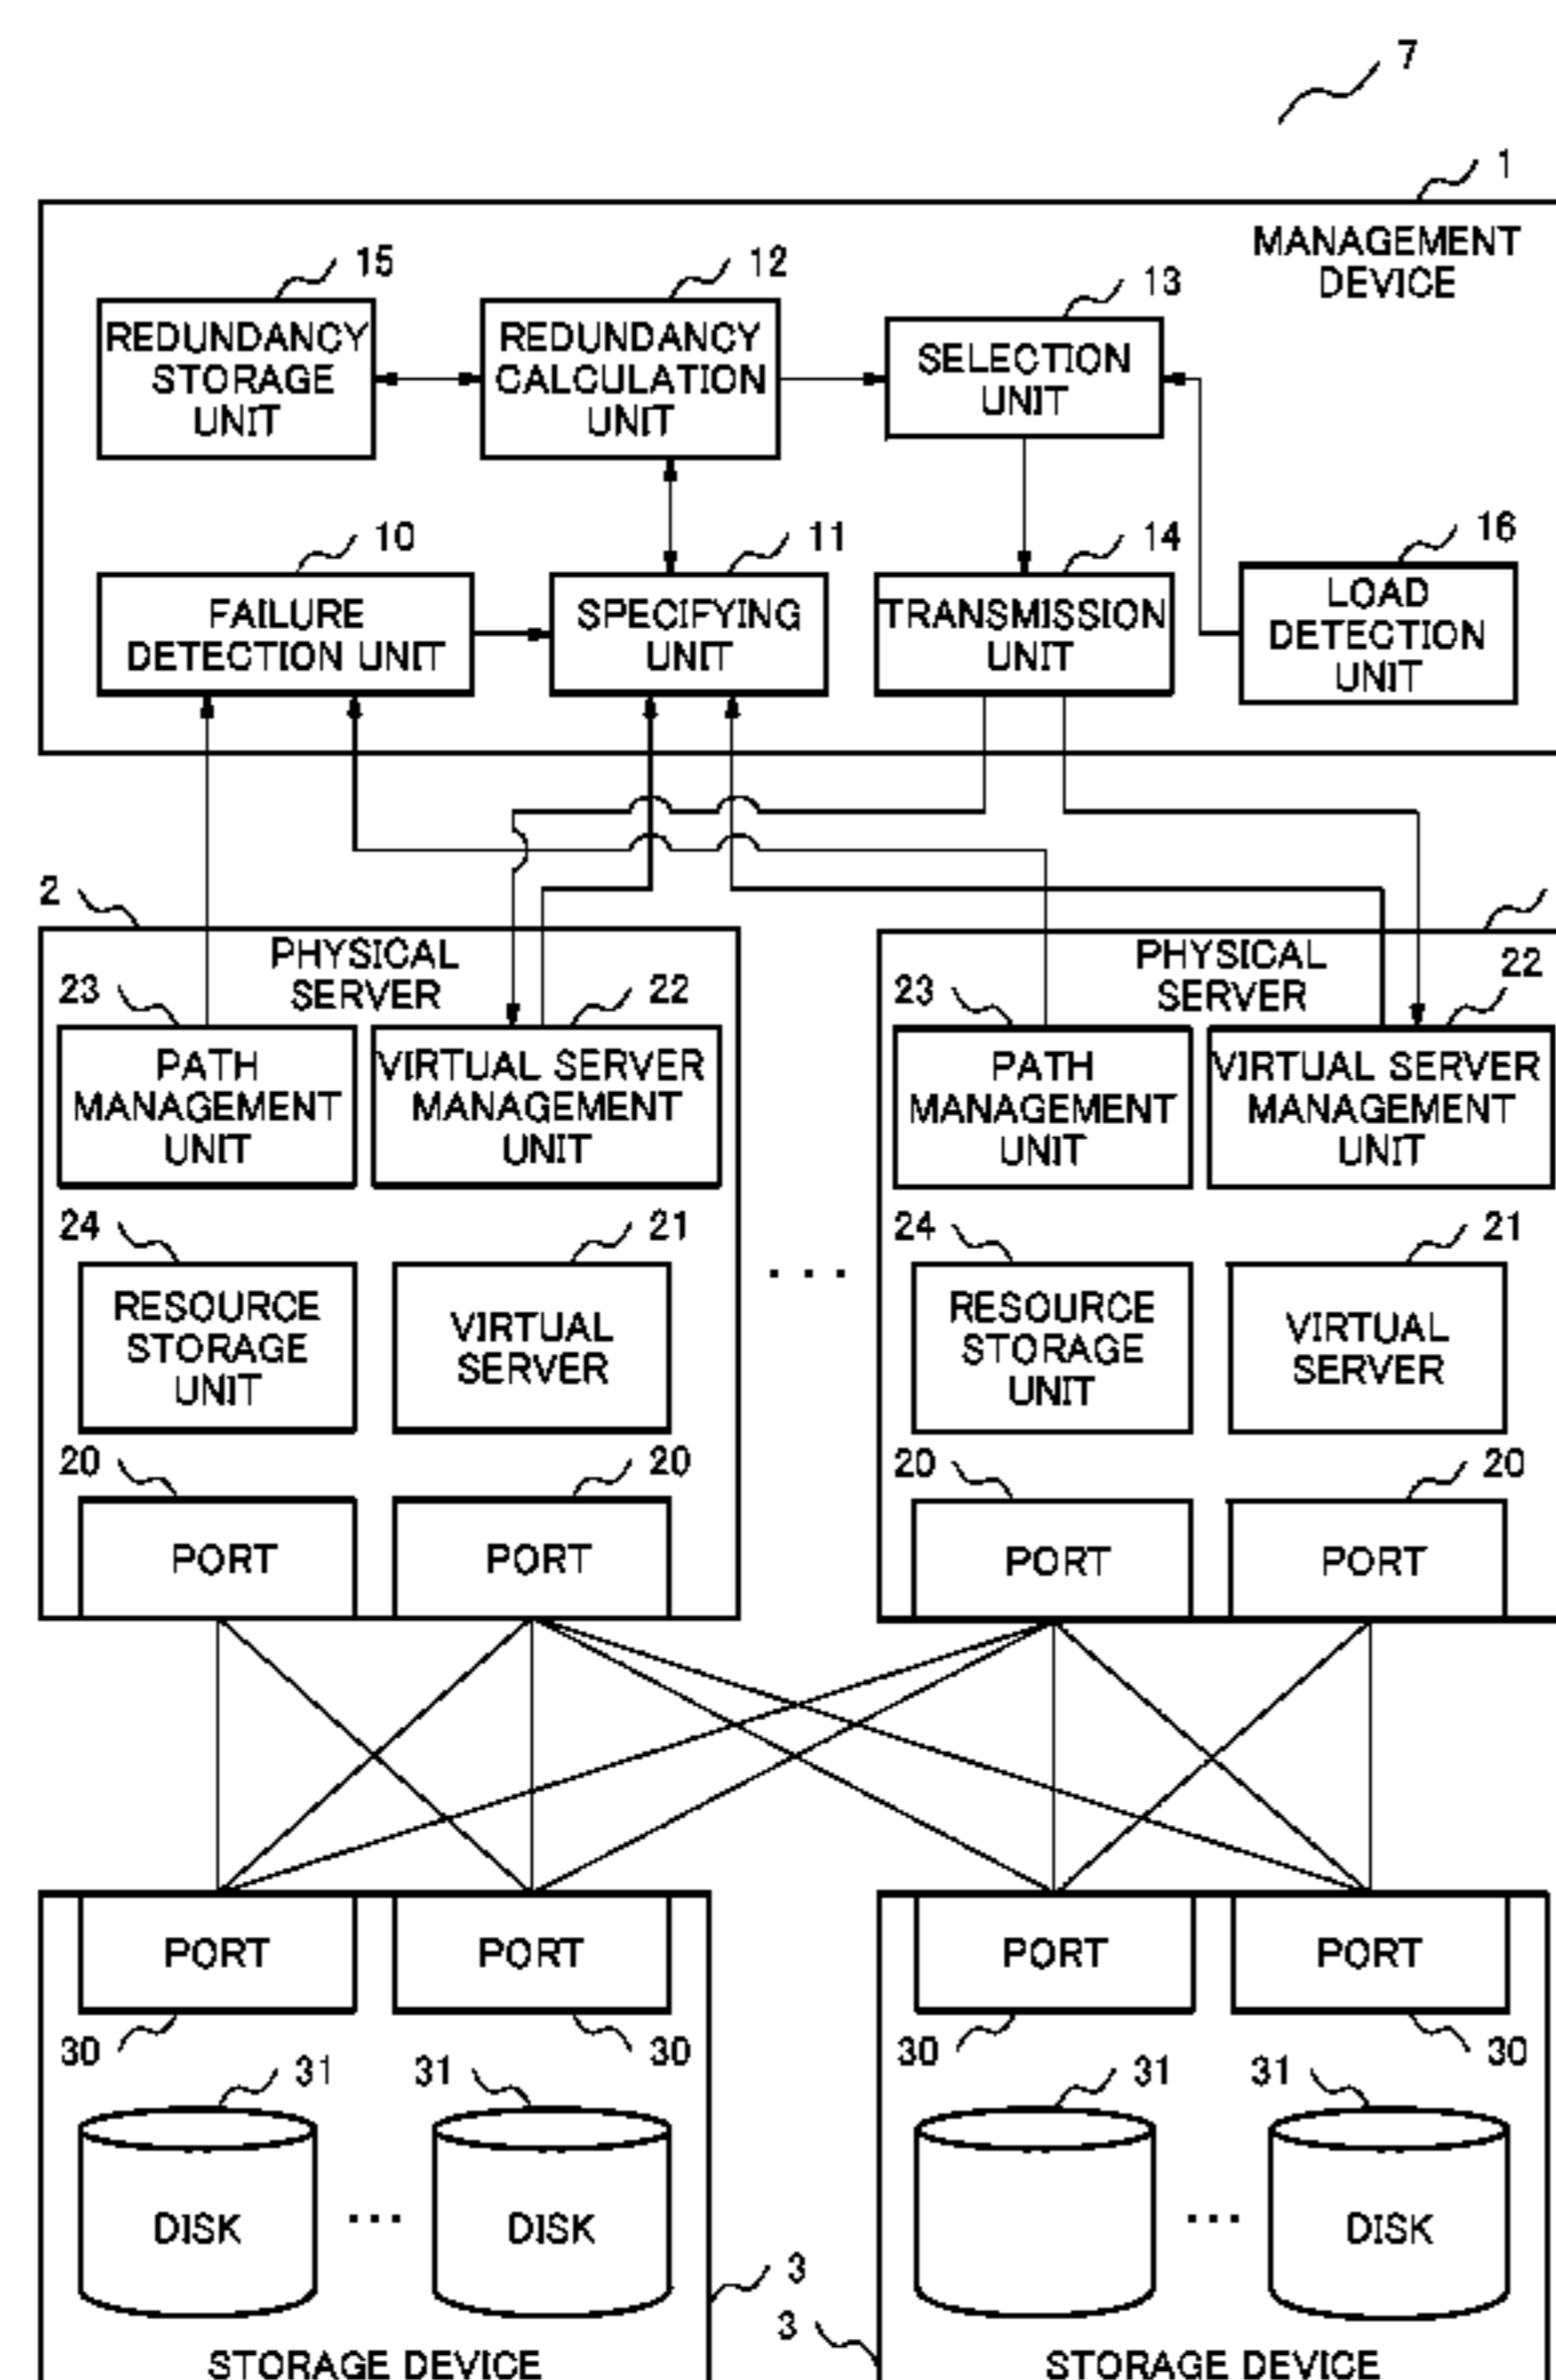 7
1
MANAGEMENT
DEVICE
15
12
13
REDUNDANCY
STORAGE
UNIT
REDUNDANCY
CALCULATION
UNIT
SELECTION
UNIT
10
11
14
16
FAILURE
DETECTION UNIT
SPECIFYING
UNIT
TRANSMISSION
UNIT
LOAD
DETECTION
UNIT
2
PHYSICAL
SERVER
23
22
PATH
MANAGEMENT
UNIT
VIRTUAL SERVER
MANAGEMENT
UNIT
24
21
RESOURCE
STORAGE
UNIT
VIRTUAL
SERVER
20
20
PORT
PORT
...
PHYSICAL
SERVER
23
22
PATH
MANAGEMENT
UNIT
VIRTUAL SERVER
MANAGEMENT
UNIT
24
21
RESOURCE
STORAGE
UNIT
VIRTUAL
SERVER
20
20
PORT
PORT
PORT
PORT
30
30
31
31
DISK
...
DISK
3
STORAGE DEVICE
PORT
PORT
30
30
31
31
...
DISK
3
STORAGE DEVICE